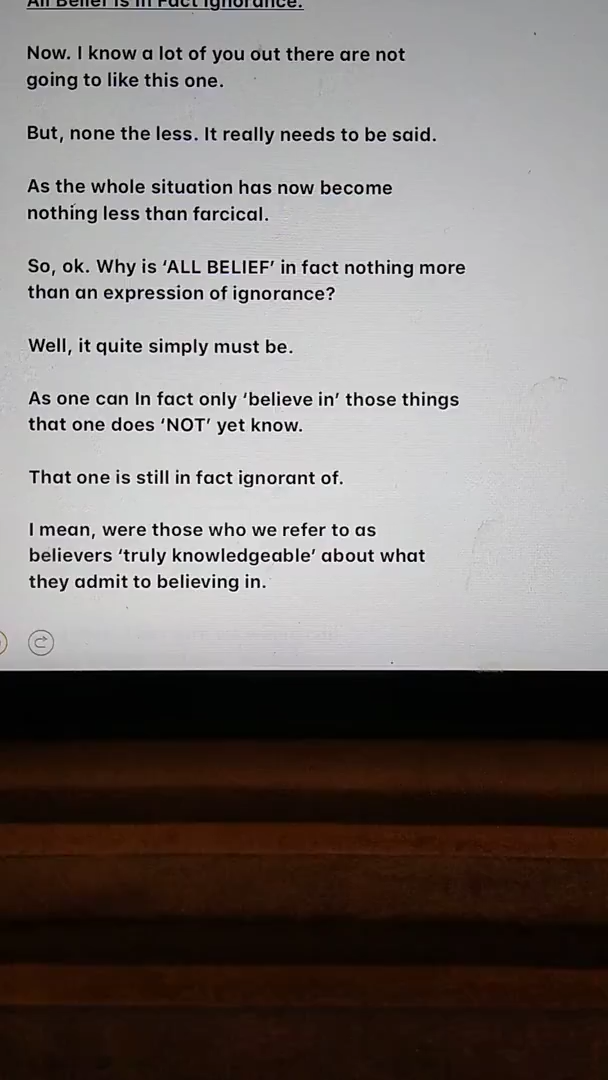 All Belief Is In Fact Ignorance.
Now. I know a lot of you out there are not
going to like this one.
But, none the less. It really needs to be said.
As the whole situation has now become
nothing less than farcical.
So, ok. Why is ‘ALL BELIEF’ in fact nothing more
than an expression of ignorance?
Well, it quite simply must be.
As one can In fact only ‘believe in’ those things
that one does ‘NOT’ yet know.
That one is still in fact ignorant of.
I mean, were those who we refer to as
believers ‘truly knowledgeable’ about what
they admit to believing in.